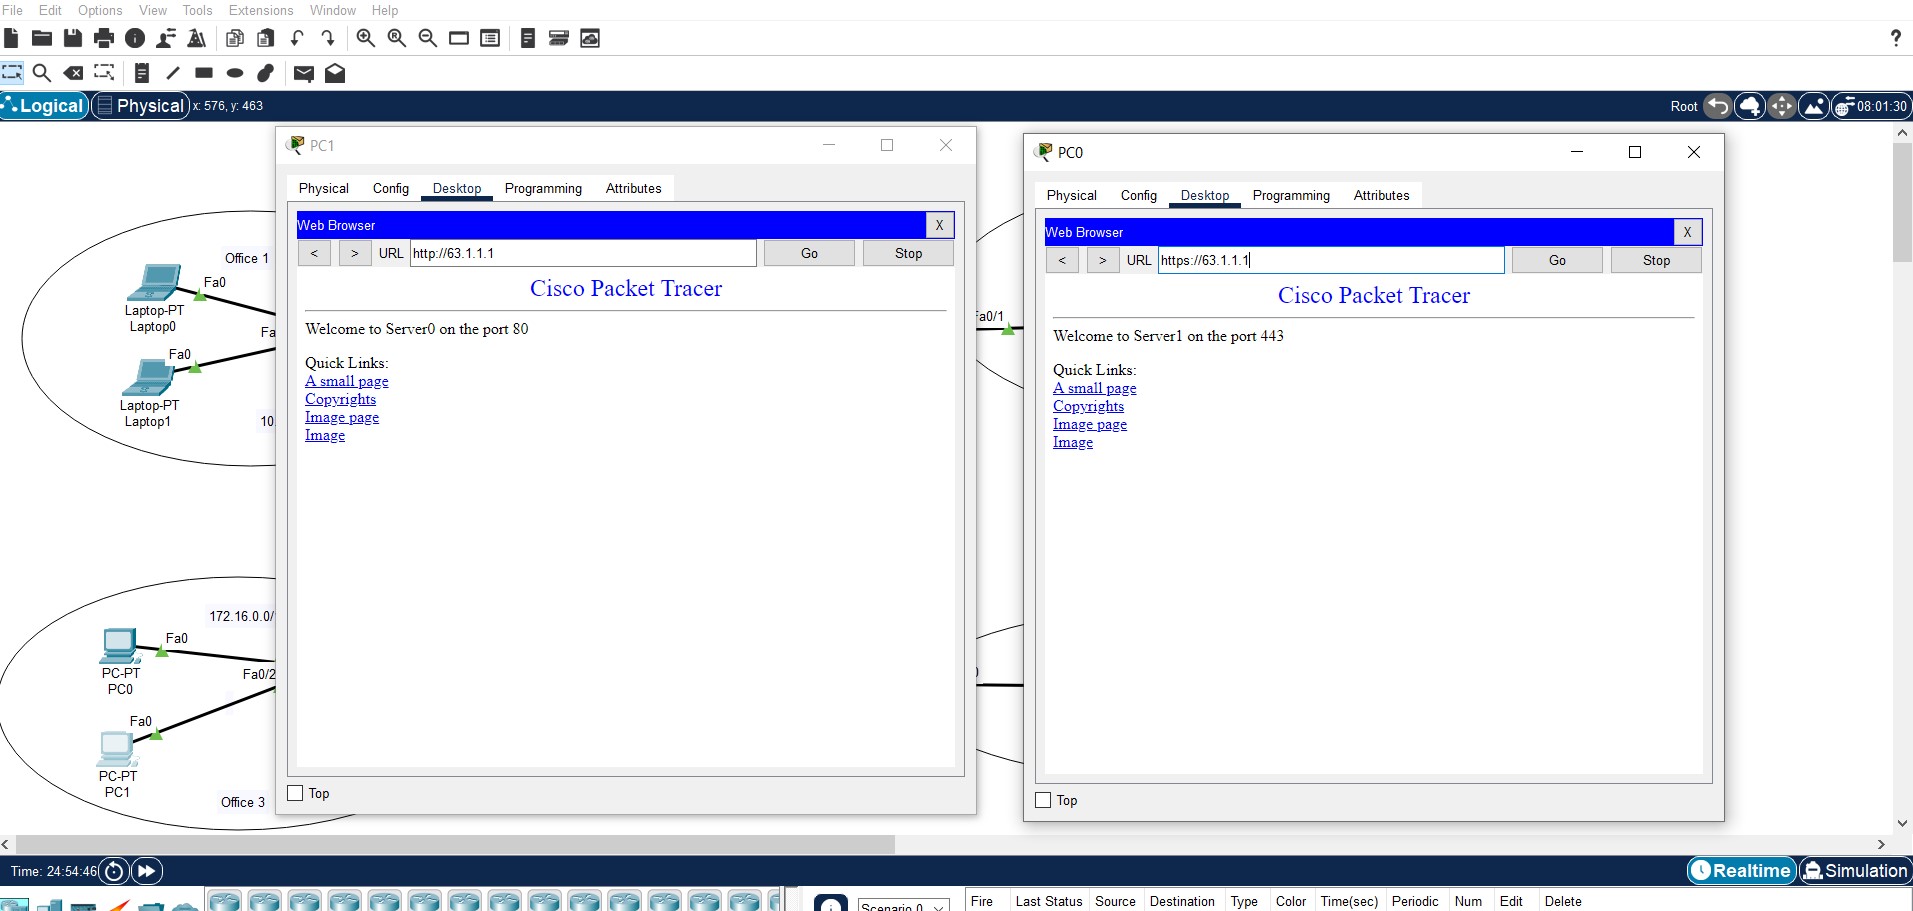 File Edit Options View Tools Extensions Window Help
?
Logical Physical x: 576, y: 463 Root 08:01:30
PC1
Physical Config Desktop Programming Attributes
Web Browser X
< > URL http://63.1.1.1 Go Stop
Cisco Packet Tracer
Welcome to Server0 on the port 80
Quick Links:
A small page
Copyrights
Image page
Image
Top
PC0
Physical Config Desktop Programming Attributes
Web Browser X
< > URL https://63.1.1.1 Go Stop
Cisco Packet Tracer
Welcome to Server1 on the port 443
Quick Links:
A small page
Copyrights
Image page
Image
Top
Office 1
Fa0
Laptop-PT
Laptop0
Fa
Fa0
Laptop-PT
Laptop1
10.
Fa0/1
172.16.0.0/
Fa0
PC-PT
PC0
Fa0/2
Fa0
PC-PT
PC1
Office 3
Time: 24:54:46 Realtime Simulation
Scenario 0
Fire Last Status Source Destination Type Color Time(sec) Periodic Num Edit Delete